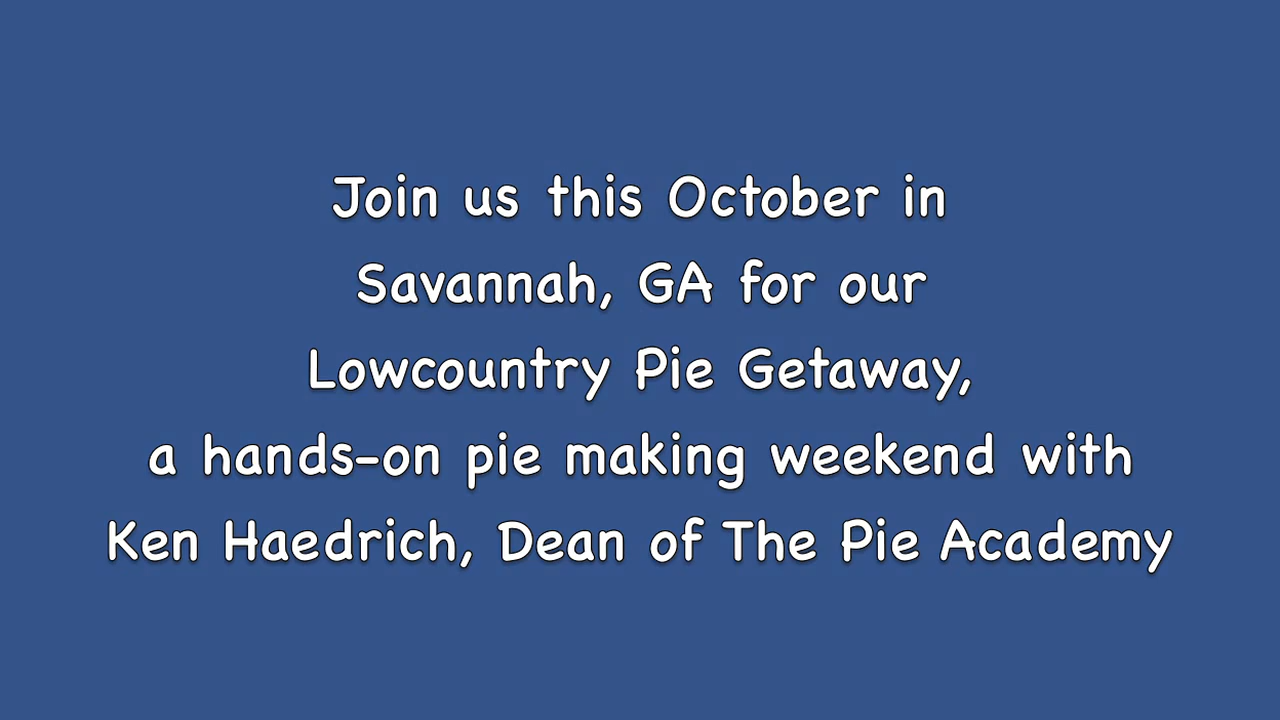 Join us this October in
Savannah, GA for our
Lowcountry Pie Getaway,
a hands-on pie making weekend with
Ken Haedrich, Dean of The Pie Academy